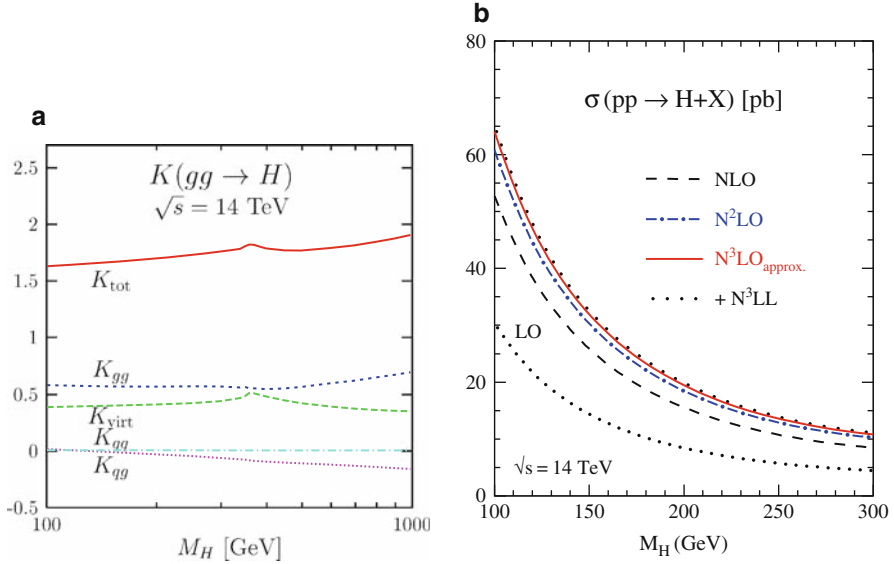 a
K(gg → H)
√s = 14 TeV
2.5
2
1.5
1
0.5
0
-0.5
K_tot
K_gg
K_virt
K_qq
K_qg
100
1000
M_H [GeV]
b
σ(pp → H+X) [pb]
80
60
40
20
0
NLO
N²LO
N³LO_approx.
+ N³LL
LO
√s = 14 TeV
100
150
200
250
300
M_H (GeV)